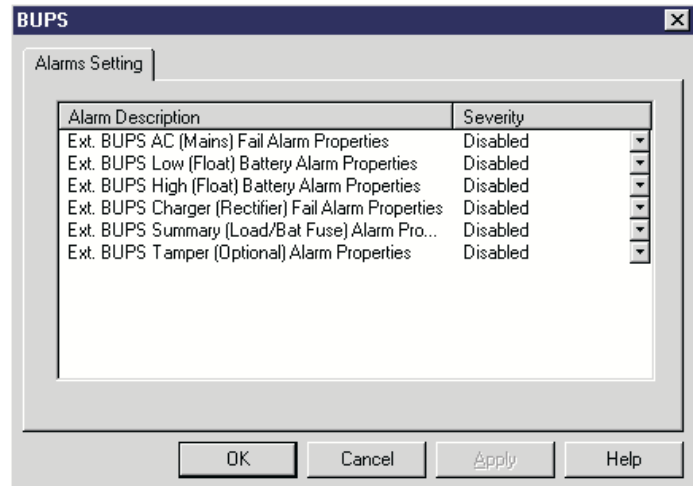 BUPS
Alarms Setting
Alarm Description Severity
Ext. BUPS AC (Mains) Fail Alarm Properties Disabled
Ext. BUPS Low (Float) Battery Alarm Properties Disabled
Ext. BUPS High (Float) Battery Alarm Properties Disabled
Ext. BUPS Charger (Rectifier) Fail Alarm Properties Disabled
Ext. BUPS Summary (Load/Bat Fuse) Alarm Pro... Disabled
Ext. BUPS Tamper (Optional) Alarm Properties Disabled
OK Cancel Apply Help